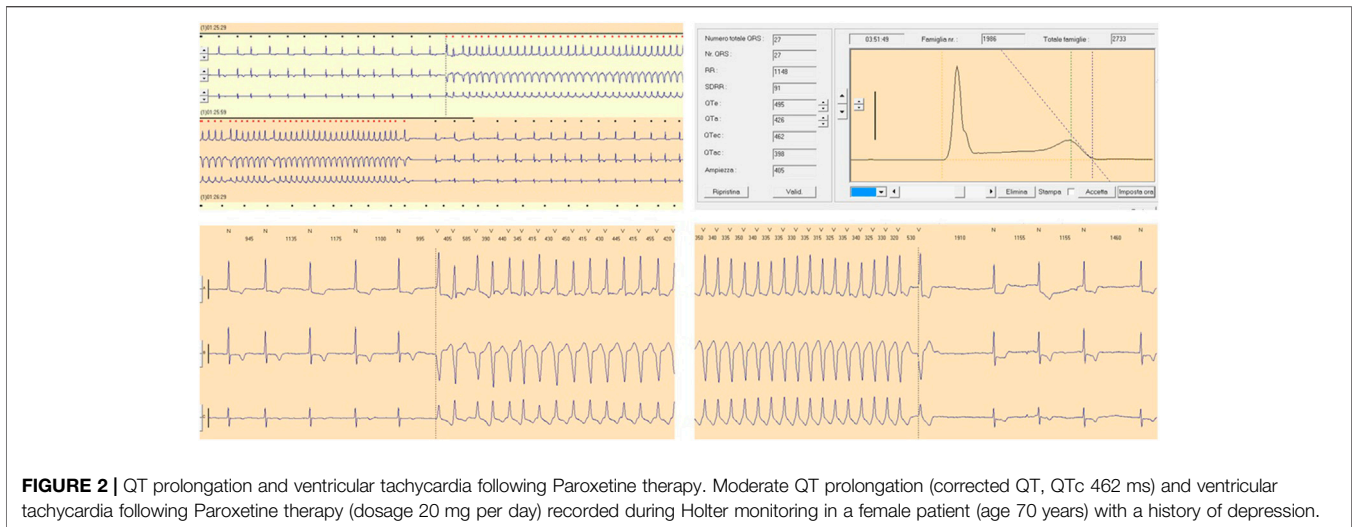 (1)01:25:29
(1)01:25:59
(1)01:26:29
Numero totale QRS : 27
Nr. QRS : 27
RR : 1148
SDRR : 91
QTe : 495
QTa : 426
QTec : 462
QTac : 398
Ampiezza : 405
Ripristina Valid.
03:51:49 Famiglia nr. : 1986 Totale famiglie : 2733
Elimina Stampa Accetta Imposta ora
N N N N N V V V V V V V V V V V V V V V V
945 1135 1175 1180 995 405 585 390 440 345 415 430 450 415 430 445 415 455 420
V V V V V V V V V V V V V V V V V N N N N
350 340 335 340 335 335 330 335 315 325 335 340 325 330 320 530 1910 1155 1155 1460
FIGURE 2 | QT prolongation and ventricular tachycardia following Paroxetine therapy. Moderate QT prolongation (corrected QT, QTc 462 ms) and ventricular
tachycardia following Paroxetine therapy (dosage 20 mg per day) recorded during Holter monitoring in a female patient (age 70 years) with a history of depression.